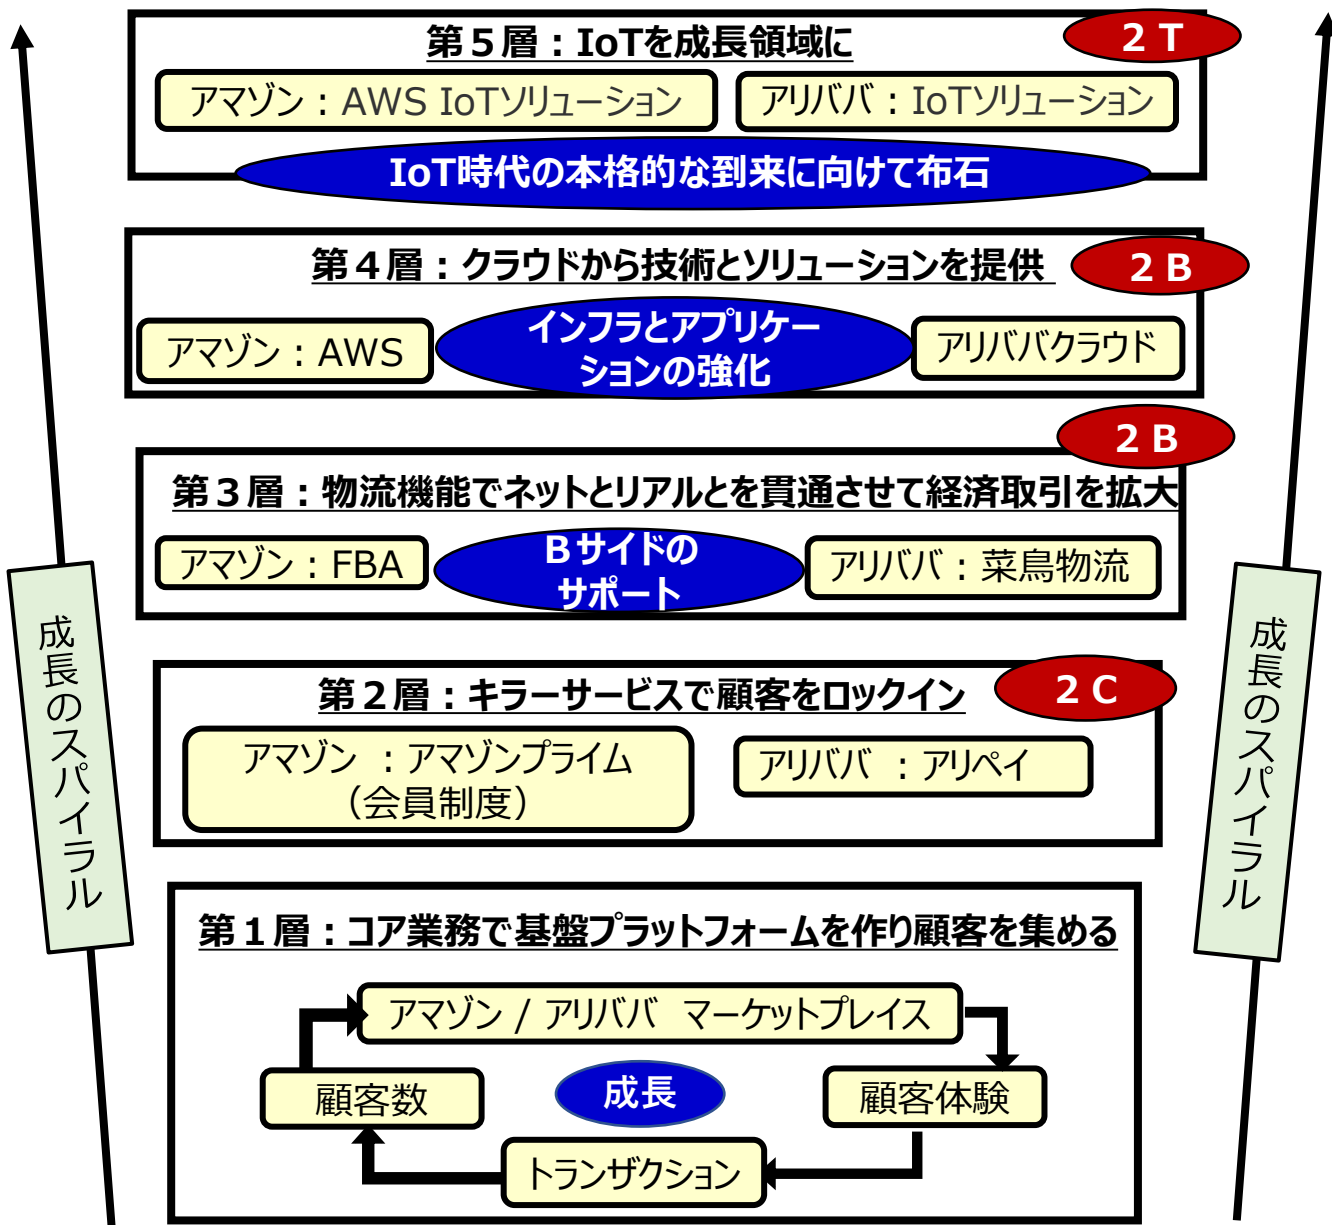 第５層：IoTを成長領域に
２Ｔ
アマゾン：AWS IoTソリューション
アリババ：IoTソリューション
IoT時代の本格的な到来に向けて布石
第４層：クラウドから技術とソリューションを提供
２Ｂ
アマゾン：AWS
インフラとアプリケー
ションの強化
アリババクラウド
２Ｂ
第３層：物流機能でネットとリアルとを貫通させて経済取引を拡大
アマゾン：FBA
Ｂサイドの
サポート
アリババ：菜鳥物流
第２層：キラーサービスで顧客をロックイン
２Ｃ
アマゾン ：アマゾンプライム
（会員制度）
アリババ ：アリペイ
第１層：コア業務で基盤プラットフォームを作り顧客を集める
アマゾン / アリババ マーケットプレイス
顧客数
成長
顧客体験
トランザクション
成長のスパイラル
成長のスパイラル